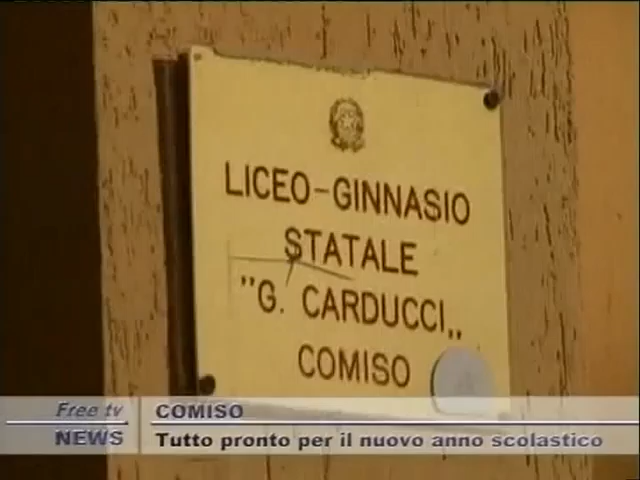 LICEO-GINNASIO
STATALE
"G. CARDUCCI„
COMISO
Free tv
NEWS
COMISO
Tutto pronto per il nuovo anno scolastico